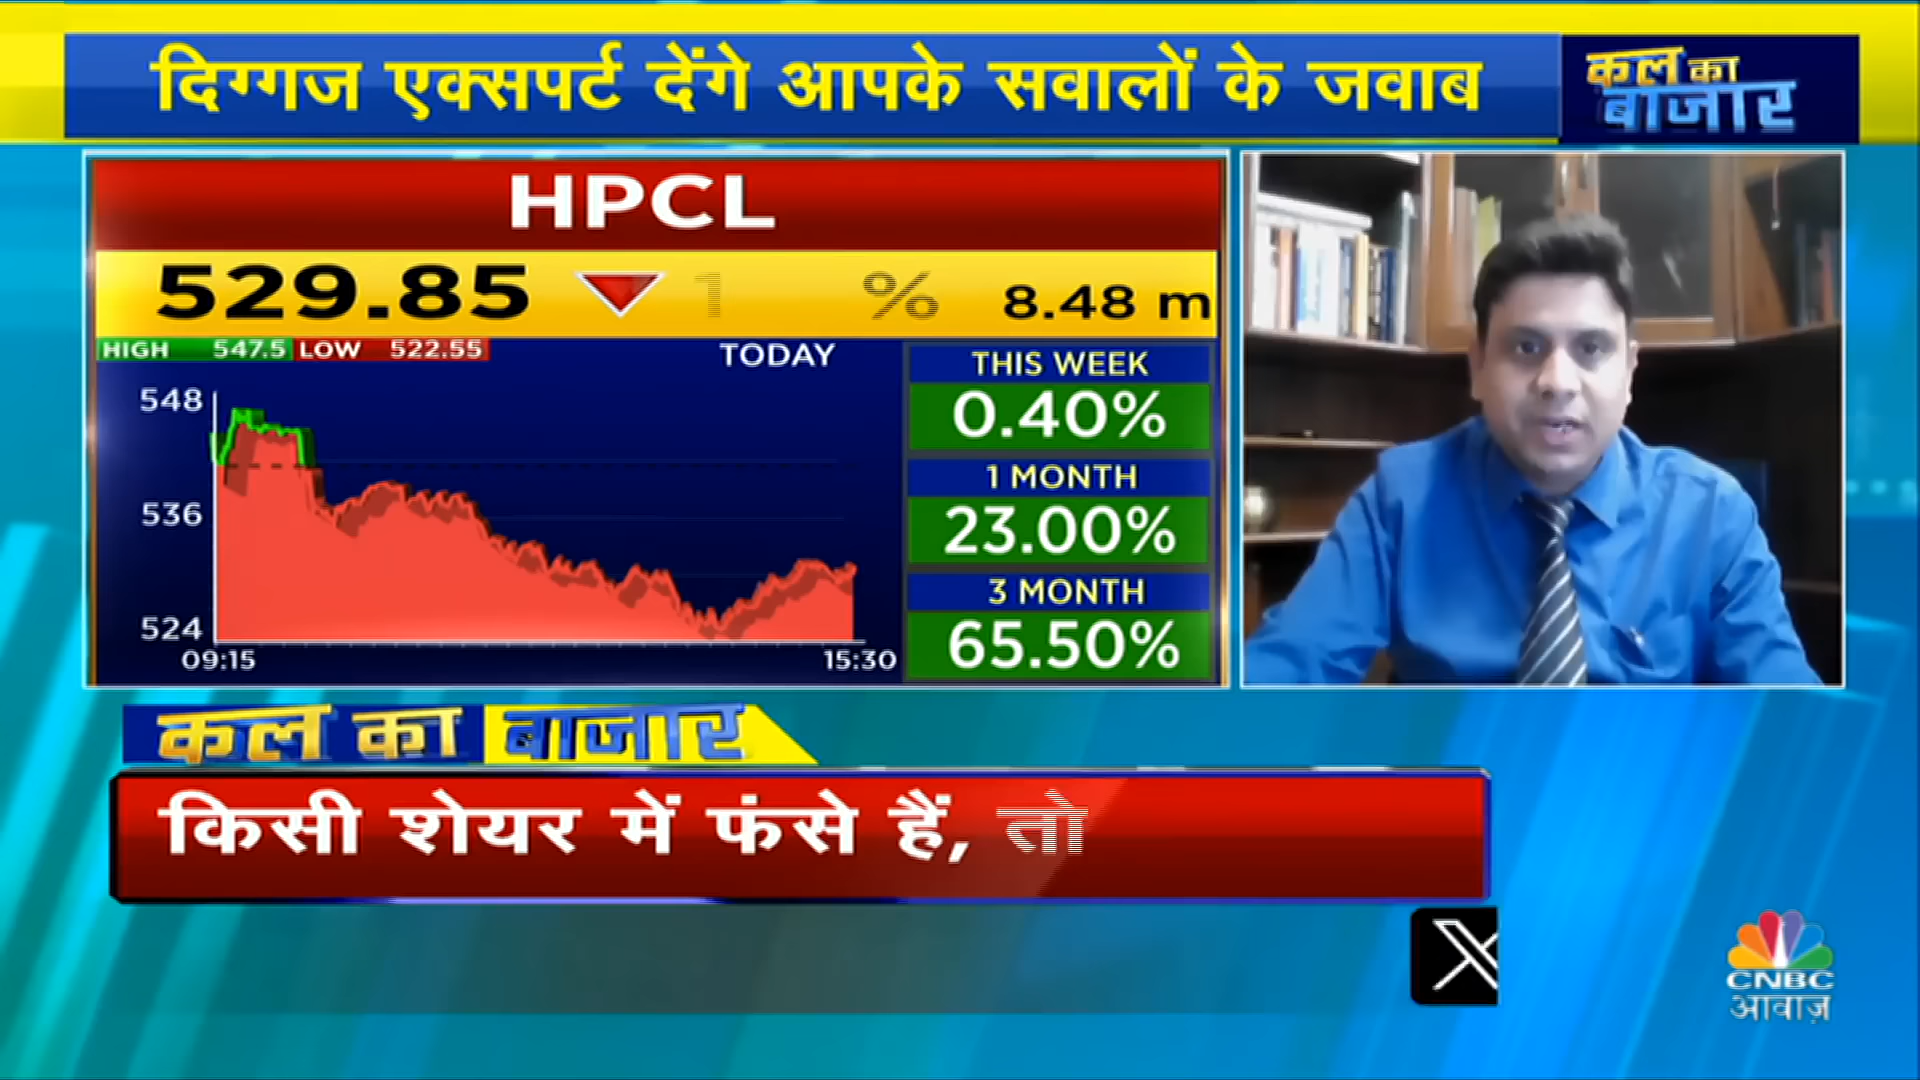 दिग्गज एक्सपर्ट देंगे आपके सवालों के जवाब
कल का
बाजार
HPCL
529.85 1 % 8.48 m
HIGH 547.5 LOW 522.55
TODAY
548
536
524
09:15 15:30
THIS WEEK
0.40%
1 MONTH
23.00%
3 MONTH
65.50%
कल का बाजार
किसी शेयर में फंसे हैं, तो
X
CNBC
आवाज़